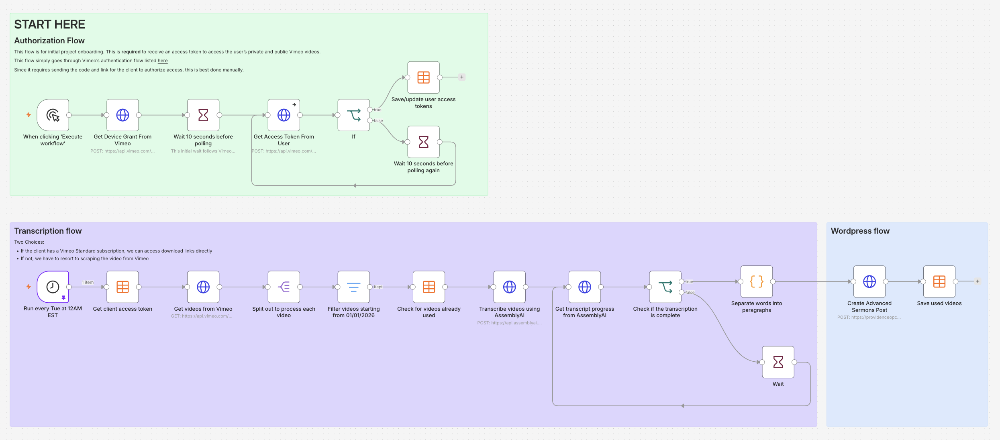 START HERE
Authorization Flow
This flow is for initial project onboarding. This is required to receive an access token to access the user's private and public Vimeo videos.
This flow simply goes through Vimeo's authentication flow listed here
Since it requires sending the code and link for the client to authorize access, this is best done manually.
When clicking 'Execute
workflow'
Get Device Grant From
Vimeo
POST: https://api.vimeo.com/...
Wait 10 seconds before
polling
This initial wait follows Vimeo...
Get Access Token From
User
POST: https://api.vimeo.com/...
If
true
false
Save/update user access
tokens
+
Wait 10 seconds before
polling again
Transcription flow
Two Choices:
• If the client has a Vimeo Standard subscription, we can access download links directly
• If not, we have to resort to scraping the video from Vimeo
Run every Tue at 12AM
EST
1 item
Get client access token
Get videos from Vimeo
GET: https://api.vimeo.com/...
Split out to process each
video
Filter videos starting
from 01/01/2026
Kept
Check for videos already
used
Transcribe videos using
AssemblyAI
POST: https://api.assemblyai....
Get transcript progress
from AssemblyAI
Check if the transcription
is complete
true
false
Separate words into
paragraphs
Wait
Wordpress flow
Create Advanced
Sermons Post
POST: https://providenceopc...
Save used videos
+